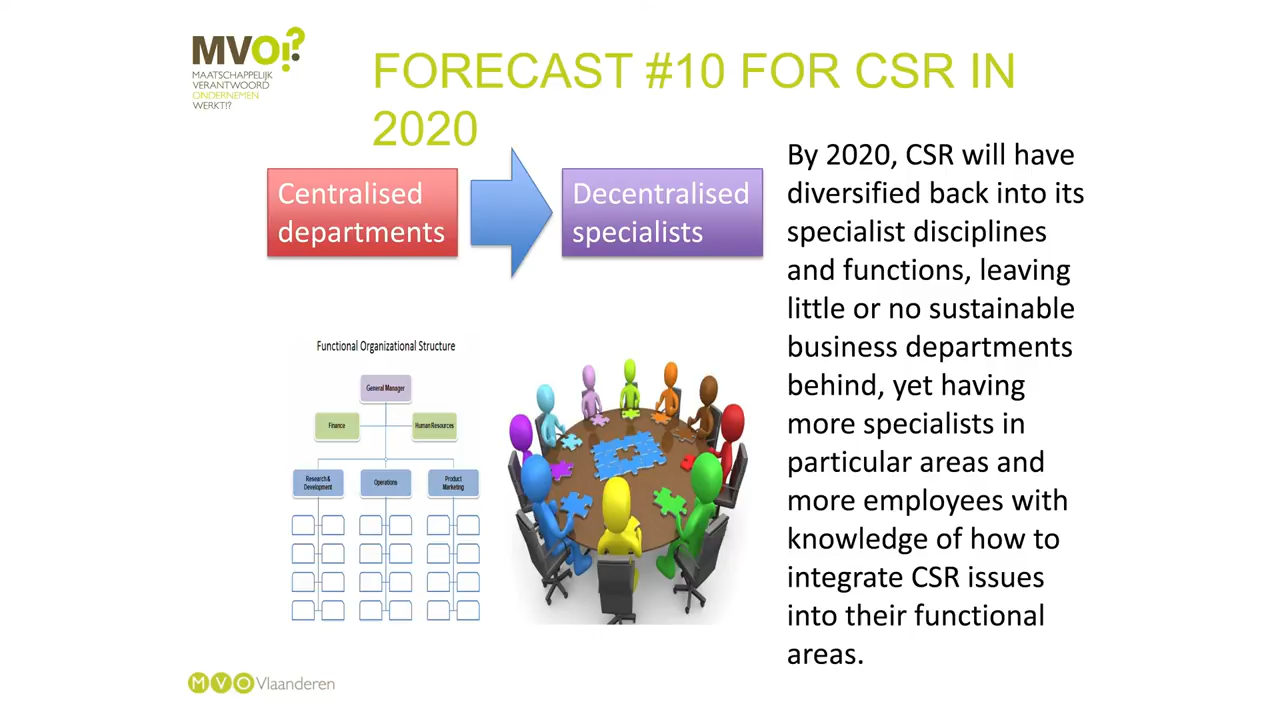 MVO!?
MAATSCHAPPELIJK
VERANTWOORD
ONDERNEMEN
WERKT!?
FORECAST #10 FOR CSR IN
2020
Centralised
departments
Decentralised
specialists
By 2020, CSR will have
diversified back into its
specialist disciplines
and functions, leaving
little or no sustainable
business departments
behind, yet having
more specialists in
particular areas and
more employees with
knowledge of how to
integrate CSR issues
into their functional
areas.
Functional Organizational Structure
General Manager
Finance
Human Resources
Research &
Development
Operations
Product
Marketing
MVO Vlaanderen